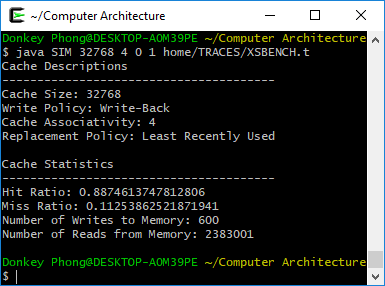 ~/Computer Architecture
Donkey Phong@DESKTOP-AOM39PE ~/Computer Architecture
$ java SIM 32768 4 0 1 home/TRACES/XSBENCH.t
Cache Descriptions
---------------------------------------
Cache Size: 32768
Write Policy: Write-Back
Cache Associativity: 4
Replacement Policy: Least Recently Used
Cache Statistics
---------------------------------------
Hit Ratio: 0.8874613747812806
Miss Ratio: 0.11253862521871941
Number of Writes to Memory: 600
Number of Reads from Memory: 2383001
Donkey Phong@DESKTOP-AOM39PE ~/Computer Architecture
$